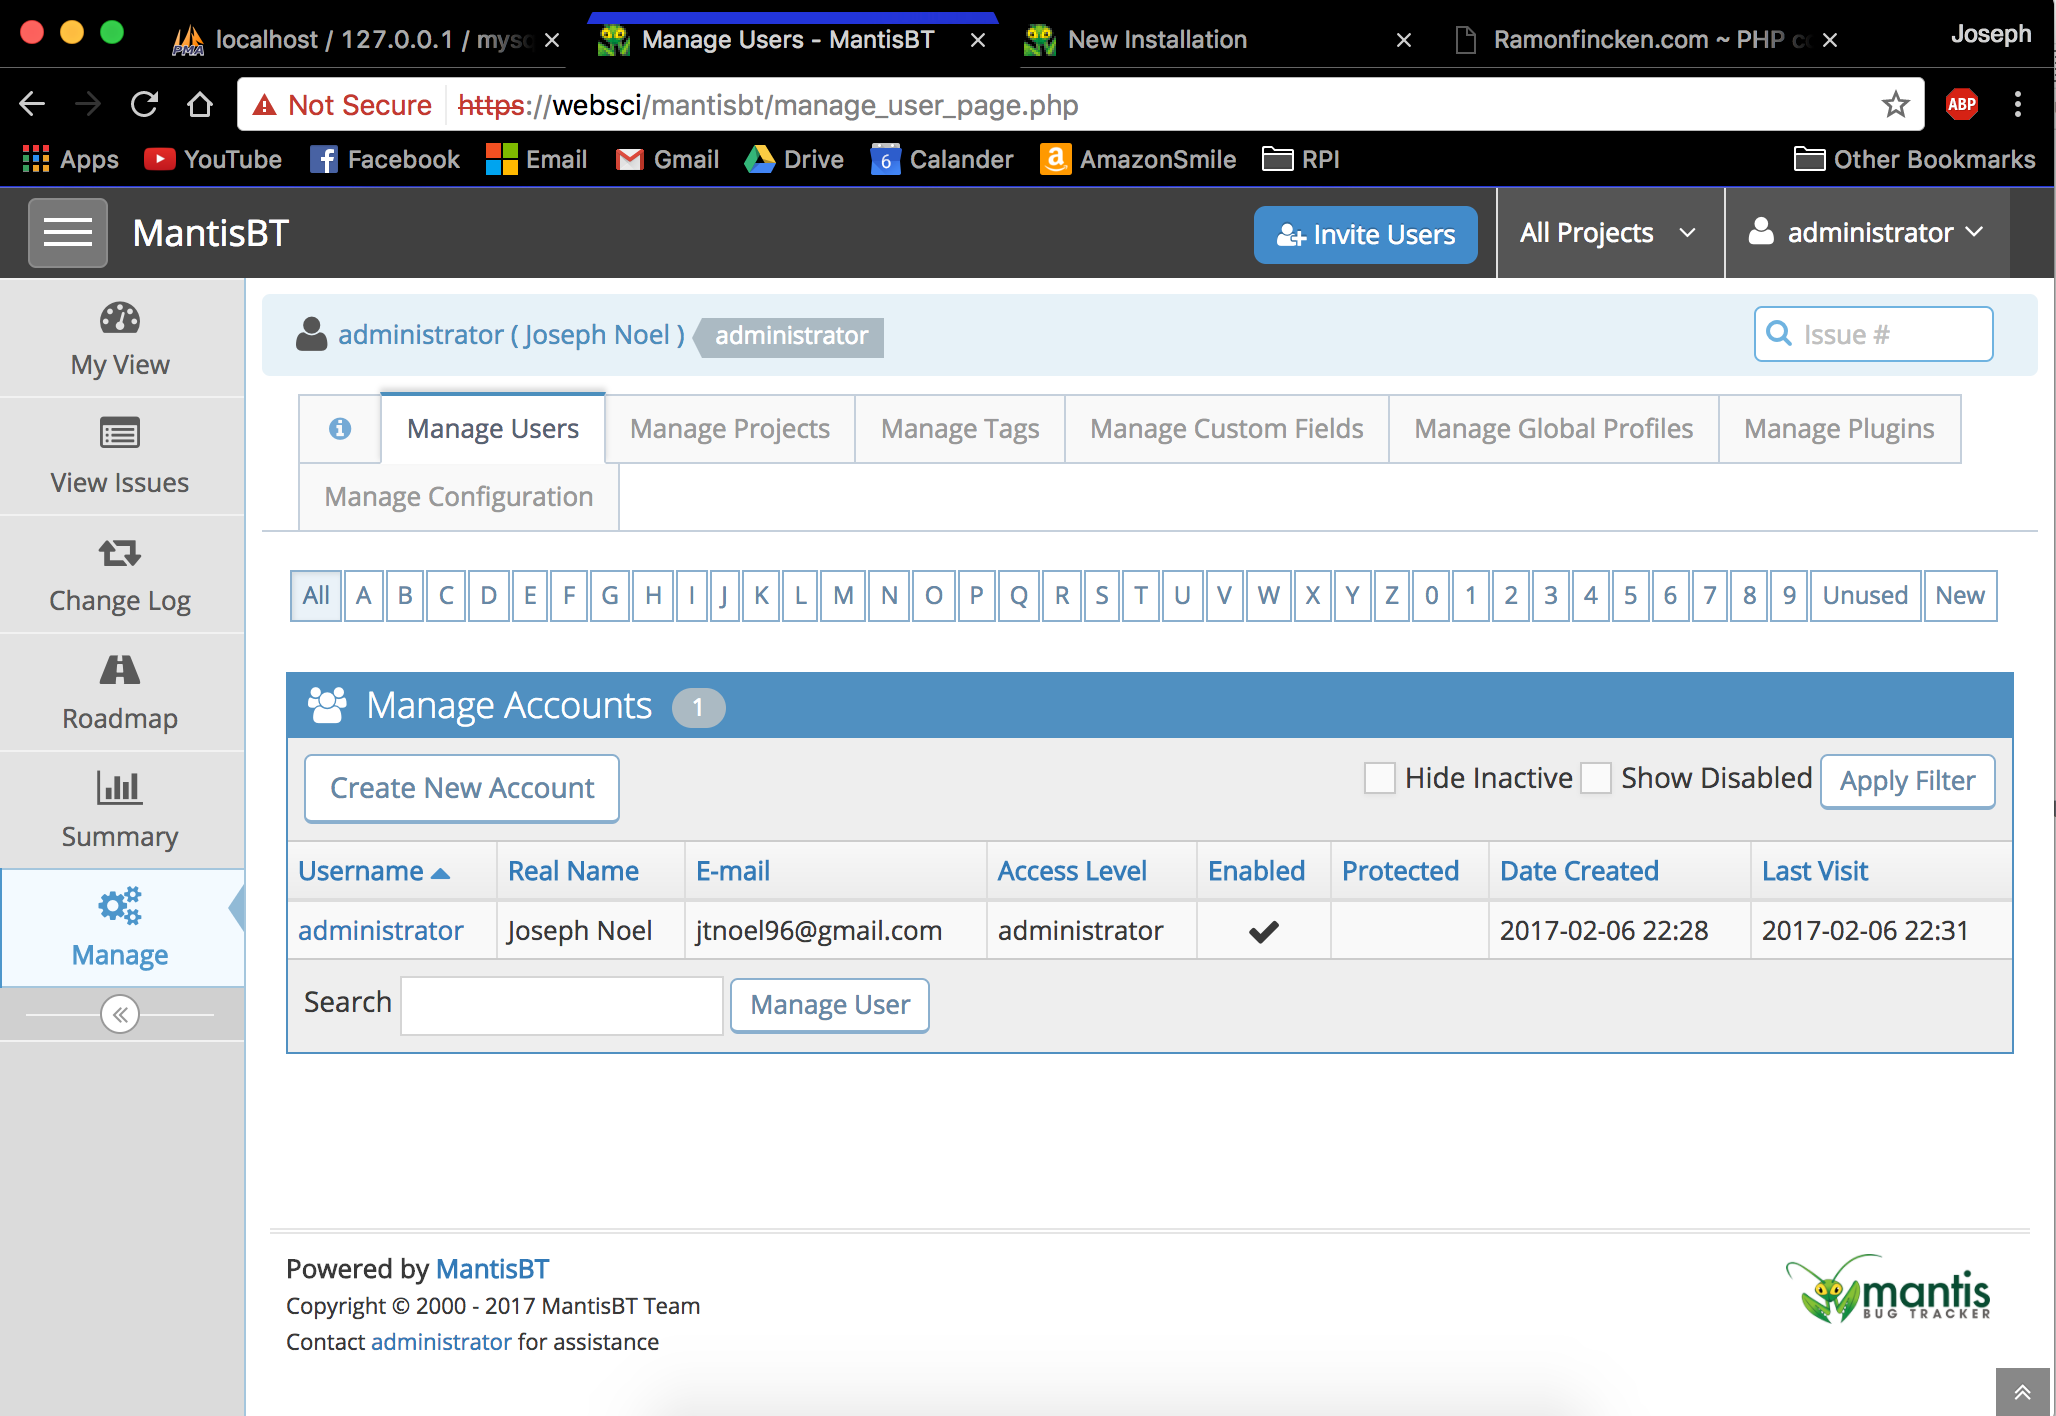 localhost / 127.0.0.1 / mysq
Manage Users - MantisBT
New Installation
Ramonfincken.com ~ PHP co
Joseph
Not Secure https://websci/mantisbt/manage_user_page.php
ABP
Apps YouTube Facebook Email Gmail Drive 6 Calander AmazonSmile RPI Other Bookmarks
MantisBT
Invite Users
All Projects
administrator
My View
View Issues
Change Log
Roadmap
Summary
Manage
administrator ( Joseph Noel ) administrator
Issue #
Manage Users Manage Projects Manage Tags Manage Custom Fields Manage Global Profiles Manage Plugins
Manage Configuration
All A B C D E F G H I J K L M N O P Q R S T U V W X Y Z 0 1 2 3 4 5 6 7 8 9 Unused New
Manage Accounts 1
Create New Account
Hide Inactive Show Disabled Apply Filter
Username Real Name E-mail Access Level Enabled Protected Date Created Last Visit
administrator Joseph Noel jtnoel96@gmail.com administrator 2017-02-06 22:28 2017-02-06 22:31
Search Manage User
Powered by MantisBT
Copyright © 2000 - 2017 MantisBT Team
Contact administrator for assistance
mantis
BUG TRACKER